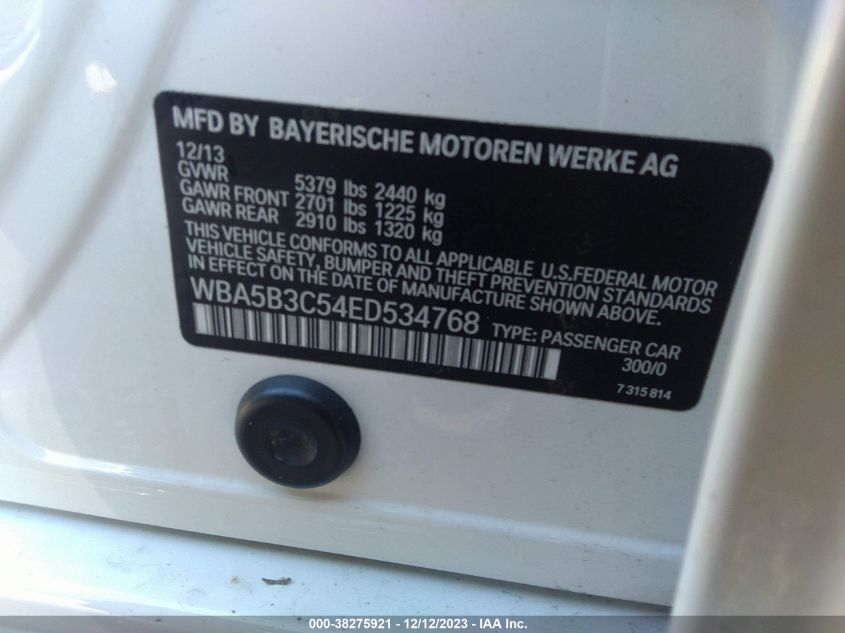 MFD BY BAYERISCHE MOTOREN WERKE AG
12/13
GVWR 5379 lbs 2440 kg
GAWR FRONT 2701 lbs 1225 kg
GAWR REAR 2910 lbs 1320 kg
THIS VEHICLE CONFORMS TO ALL APPLICABLE U.S.FEDERAL MOTOR
VEHICLE SAFETY, BUMPER AND THEFT PREVENTION STANDARDS
IN EFFECT ON THE DATE OF MANUFACTURE SHOWN ABOVE.
WBA5B3C54ED534768 TYPE: PASSENGER CAR
300/0
7 315 814
000-38275921 - 12/12/2023 - IAA Inc.